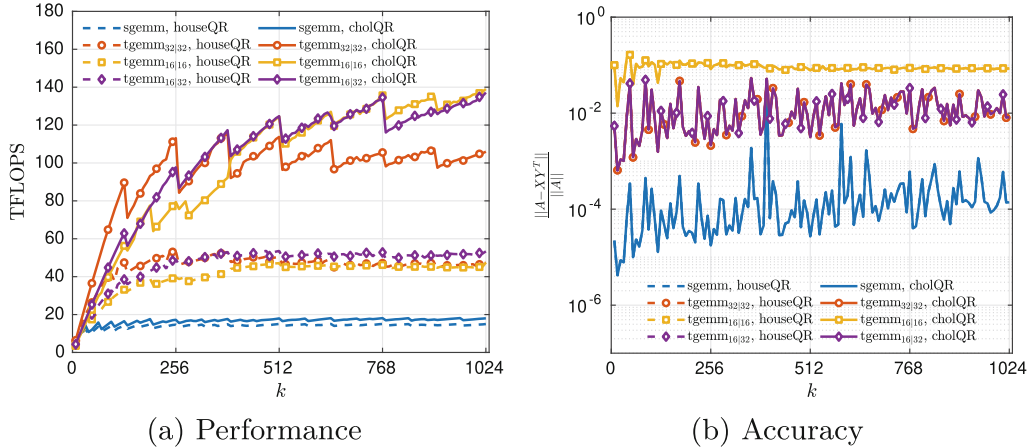 180
160
140
120
100
80
60
40
20
0
TFLOPS
sgemm, houseQR
tgemm32|32, houseQR
tgemm16|16, houseQR
tgemm16|32, houseQR
sgemm, cholQR
tgemm32|32, cholQR
tgemm16|16, cholQR
tgemm16|32, cholQR
0 256 512 768 1024
k
(a) Performance
10^0
10^-2
10^-4
10^-6
||A−XY^T||
||A||
sgemm, houseQR
tgemm32|32, houseQR
tgemm16|16, houseQR
tgemm16|32, houseQR
sgemm, cholQR
tgemm32|32, cholQR
tgemm16|16, cholQR
tgemm16|32, cholQR
0 256 512 768 1024
k
(b) Accuracy